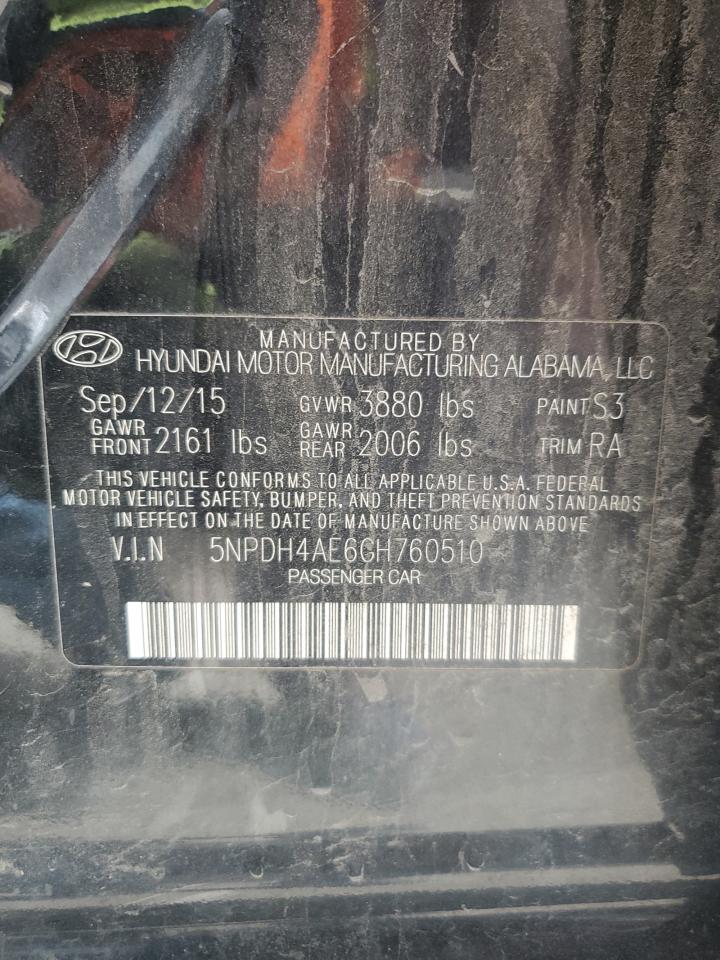 MANUFACTURED BY
HYUNDAI MOTOR MANUFACTURING ALABAMA, LLC
Sep/12/15 GVWR 3880 lbs PAINT S3
GAWR FRONT 2161 lbs GAWR REAR 2006 lbs TRIM RA
THIS VEHICLE CONFORMS TO ALL APPLICABLE U.S.A. FEDERAL
MOTOR VEHICLE SAFETY, BUMPER, AND THEFT PREVENTION STANDARDS
IN EFFECT ON THE DATE OF MANUFACTURE SHOWN ABOVE
V.I.N 5NPDH4AE6GH760510
PASSENGER CAR